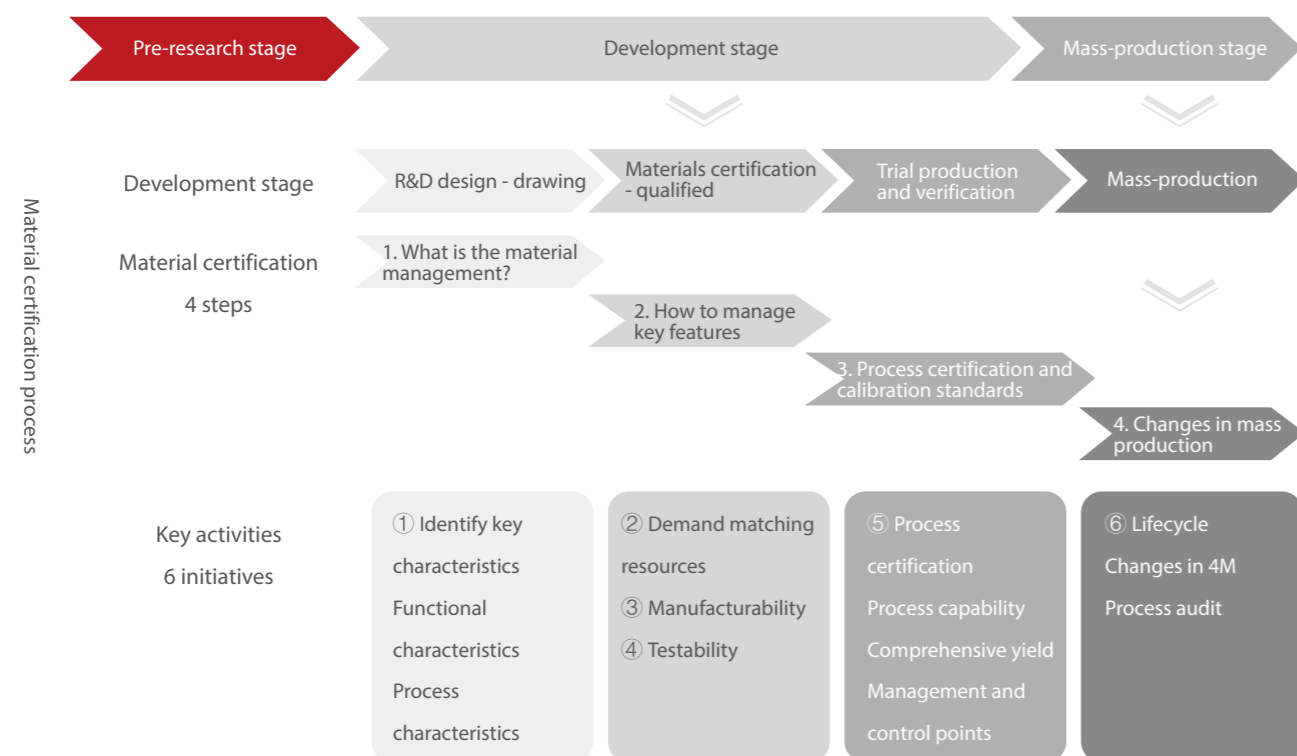 Pre-research stage
Development stage
Mass-production stage
Material certification process
Development stage
R&D design - drawing
Materials certification
- qualified
Trial production
and verification
Mass-production
Material certification
4 steps
1. What is the material
management?
2. How to manage
key features
3. Process certification and
calibration standards
4. Changes in mass
production
Key activities
6 initiatives
① Identify key
characteristics
Functional
characteristics
Process
characteristics
② Demand matching
resources
③ Manufacturability
④ Testability
⑤ Process
certification
Process capability
Comprehensive yield
Management and
control points
⑥ Lifecycle
Changes in 4M
Process audit